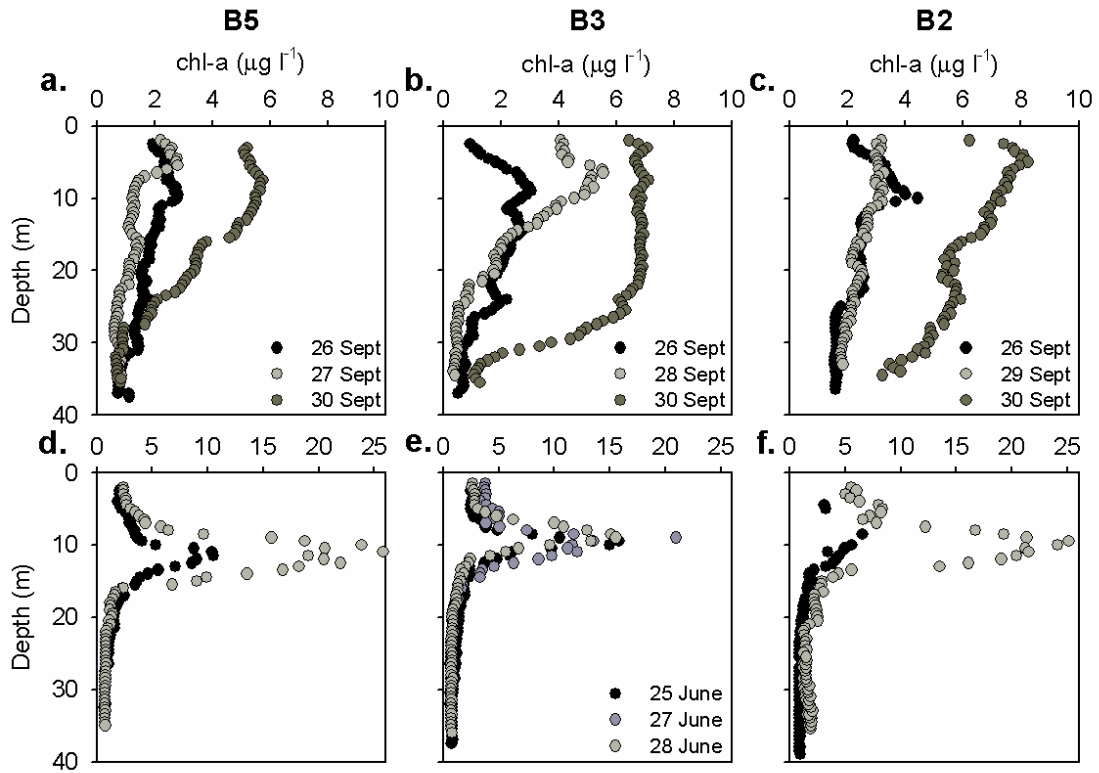 B5 B3 B2
chl-a (μg l⁻¹) chl-a (μg l⁻¹) chl-a (μg l⁻¹)
a. b. c.
0 2 4 6 8 10 0 2 4 6 8 10 2 4 6 8 10
0
10
20
30
40
Depth (m)
26 Sept 26 Sept 26 Sept
27 Sept 28 Sept 29 Sept
30 Sept 30 Sept 30 Sept
d. e. f.
0 5 10 15 20 25 0 5 10 15 20 25 0 5 10 15 20 25
0
10
20
30
40
Depth (m)
25 June
27 June
28 June